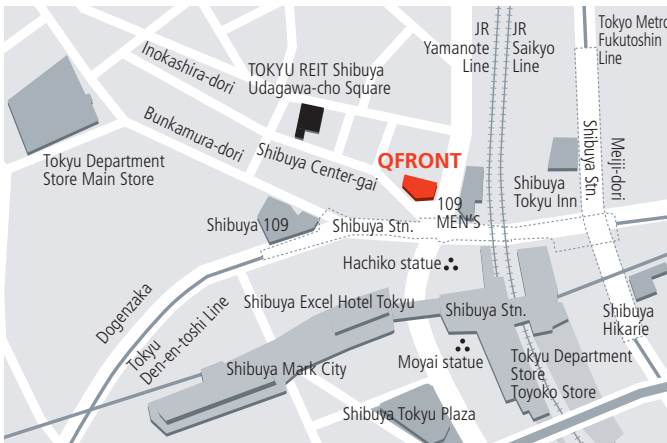 JR
Yamanote
Line
JR
Saikyo
Line
Tokyo Metro
Fukutoshin
Line
Inokashira-dori
TOKYU REIT Shibuya
Udagawa-cho Square
Bunkamura-dori
Shibuya Center-gai
QFRONT
Shibuya Stn.
Meiji-dori
Tokyu Department
Store Main Store
Shibuya
Tokyu Inn
109
MEN'S
Shibuya 109
Shibuya Stn.
Hachiko statue
Dogenzaka
Tokyu
Den-en-toshi Line
Shibuya Excel Hotel Tokyu
Shibuya Stn.
Shibuya
Hikarie
Shibuya Mark City
Moyai statue
Tokyu Department
Store
Toyoko Store
Shibuya Tokyu Plaza